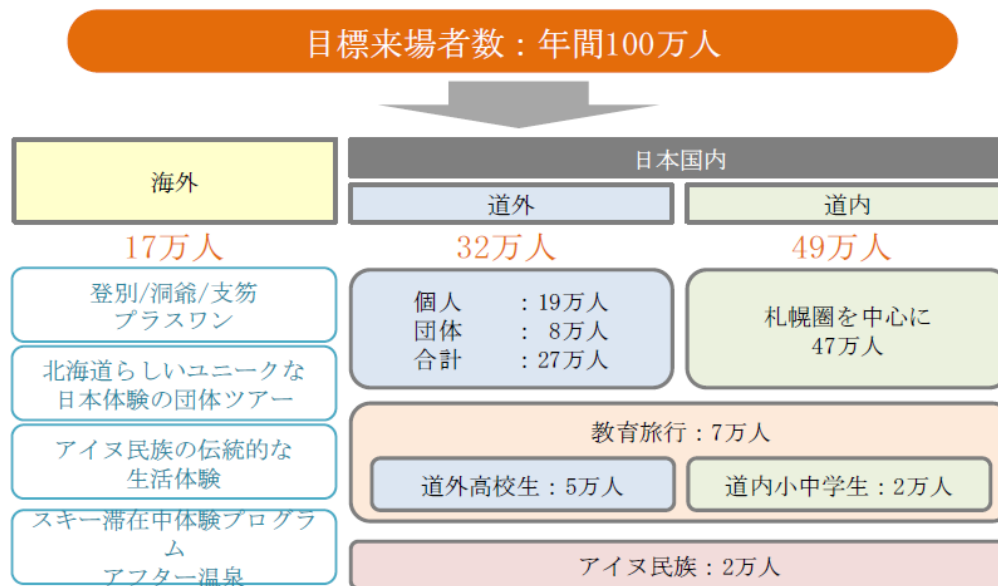 目標来場者数：年間100万人
海外
日本国内
道外
道内
17万人
32万人
49万人
登別/洞爺/支笏
プラスワン
北海道らしいユニークな
日本体験の団体ツアー
アイヌ民族の伝統的な
生活体験
スキー滞在中体験プログラ
ム
アフター温泉
個人　　：19万人
団体　　： 8万人
合計　　：27万人
札幌圏を中心に
47万人
教育旅行：7万人
道外高校生：5万人
道内小中学生：2万人
アイヌ民族：2万人